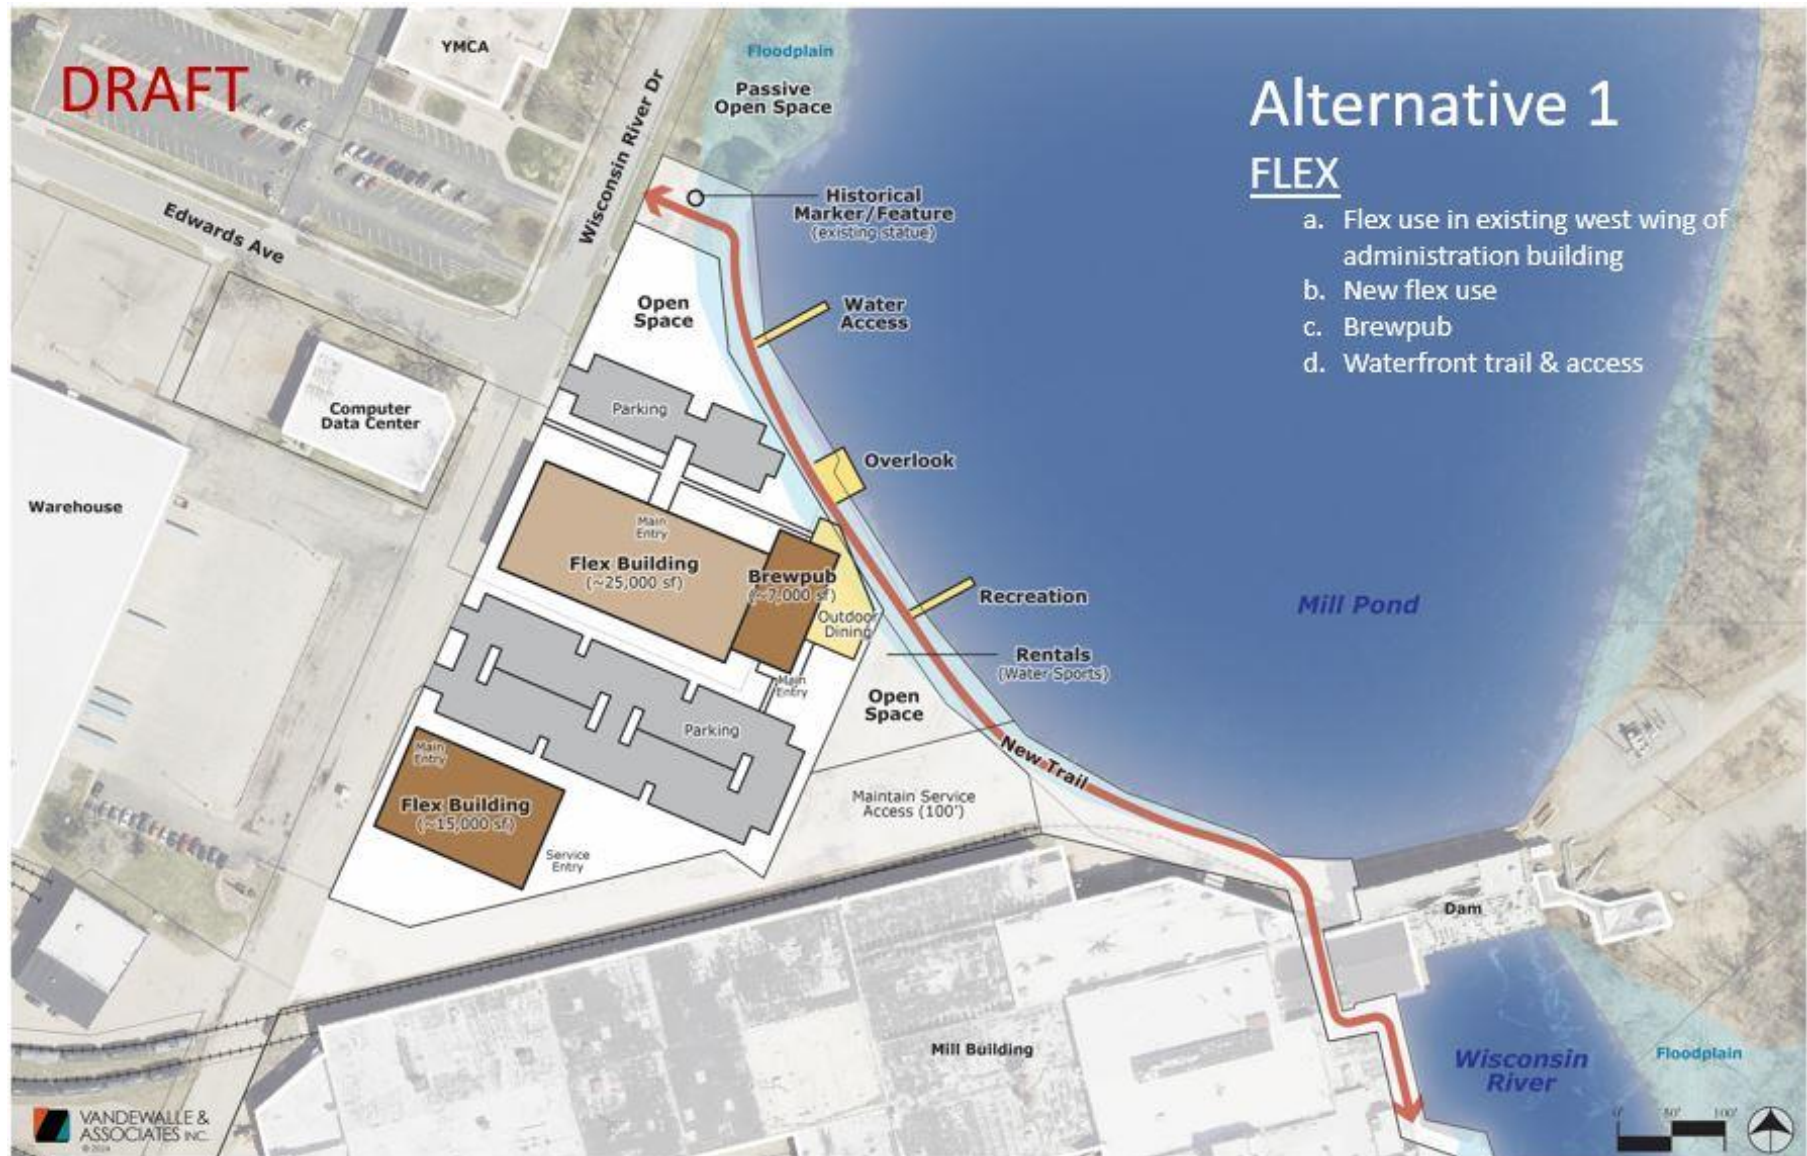 DRAFT
YMCA
Wisconsin River Dr
Edwards Ave
Floodplain
Passive
Open Space
Alternative 1
FLEX
a. Flex use in existing west wing of
administration building
b. New flex use
c. Brewpub
d. Waterfront trail & access
Historical
Marker/Feature
(existing statue)
Open
Space
Water
Access
Computer
Data Center
Parking
Overlook
Warehouse
Main
Entry
Flex Building
(~25,000 sf)
Brewpub
(~7,000 sf)
Outdoor
Dining
Recreation
Mill Pond
Rentals
(Water Sports)
Main
Entry
Open
Space
Parking
New Trail
Main
Entry
Flex Building
(~15,000 sf)
Service
Entry
Maintain Service
Access (100')
Dam
Mill Building
Wisconsin
River
Floodplain
VANDEWALLE &
ASSOCIATES INC.
© 2024
0' 50' 100'